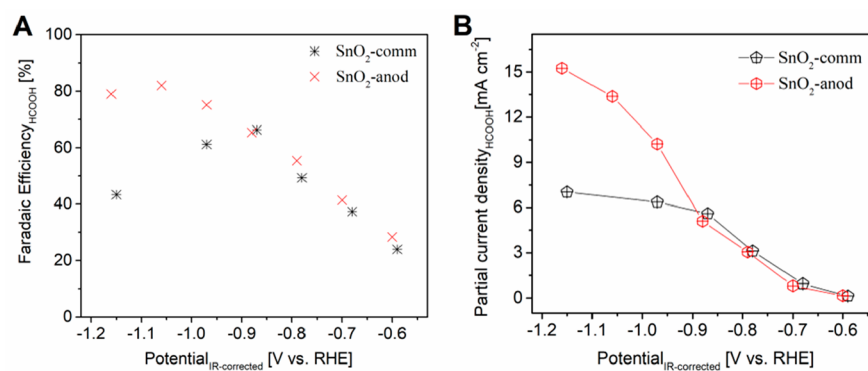 A
100
80
60
40
20
0
Faradaic Efficiency_HCOOH [%]
SnO₂-comm
SnO₂-anod
-1.2 -1.1 -1.0 -0.9 -0.8 -0.7 -0.6
Potential_IR-corrected [V vs. RHE]
B
15
12
9
6
3
0
Partial current density_HCOOH[mA cm⁻²]
SnO₂-comm
SnO₂-anod
-1.2 -1.1 -1.0 -0.9 -0.8 -0.7 -0.6
Potential_IR-corrected [V vs. RHE]